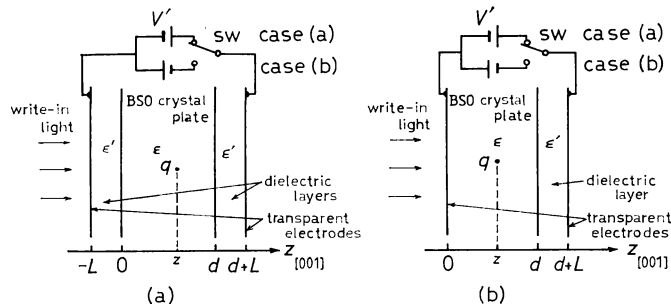 V'
SW case (a)
case (b)
write-in
light
BSO crystal
plate
ε'
ε
q
ε'
dielectric
layers
transparent
electrodes
-L 0 z d d+L Z
[001]
(a)
V'
SW case (a)
case (b)
write-in
light
BSO crystal
plate
ε
q
ε'
dielectric
layer
transparent
electrodes
0 z d d+L Z
[001]
(b)